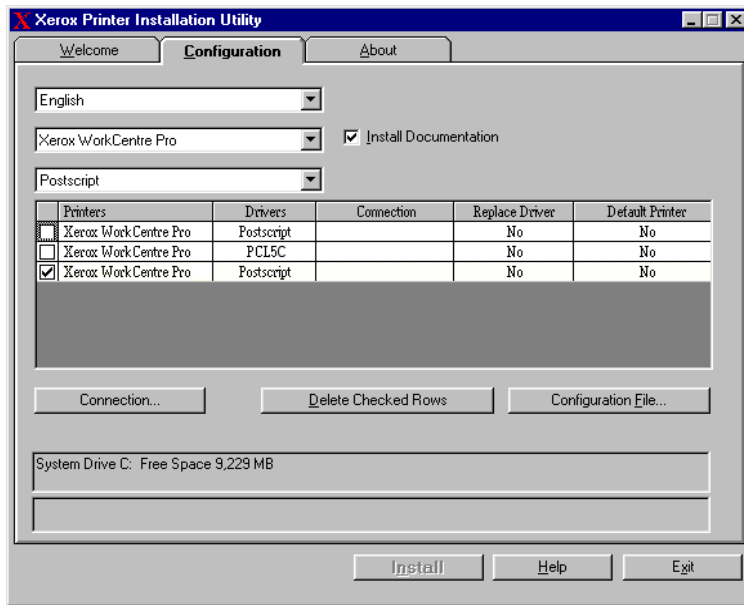 Xerox Printer Installation Utility
Welcome Configuration About
English
Xerox WorkCentre Pro Install Documentation
Postscript
Printers Drivers Connection Replace Driver Default Printer
Xerox WorkCentre Pro Postscript No No
Xerox WorkCentre Pro PCL5C No No
Xerox WorkCentre Pro Postscript No No
Connection... Delete Checked Rows Configuration File...
System Drive C: Free Space 9,229 MB
Install Help Exit